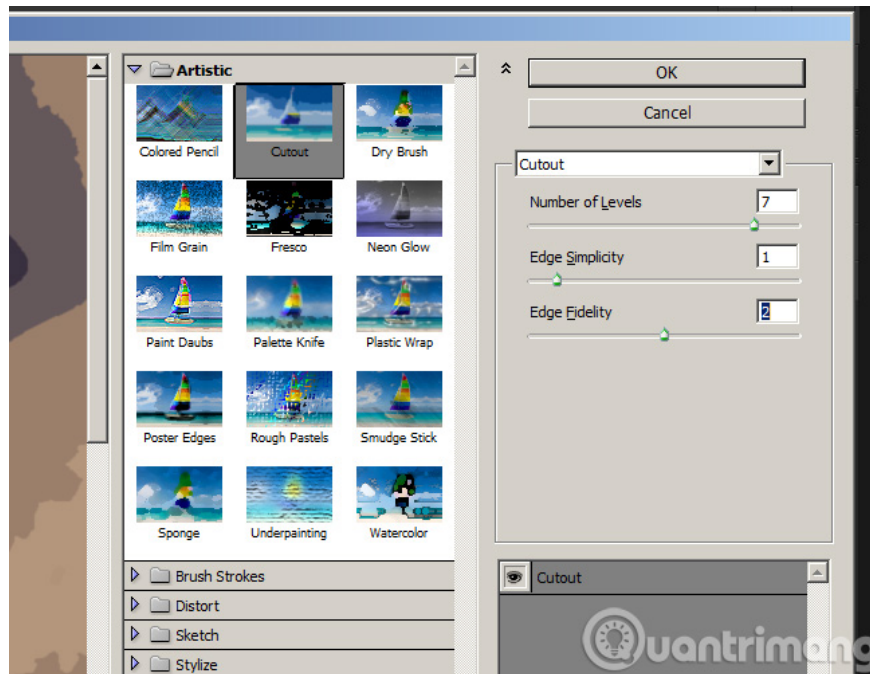 Artistic
Colored Pencil
Cutout
Dry Brush
Film Grain
Fresco
Neon Glow
Paint Daubs
Palette Knife
Plastic Wrap
Poster Edges
Rough Pastels
Smudge Stick
Sponge
Underpainting
Watercolor
Brush Strokes
Distort
Sketch
Stylize
OK
Cancel
Cutout
Number of Levels 7
Edge Simplicity 1
Edge Fidelity 2
Cutout
Quantrimang